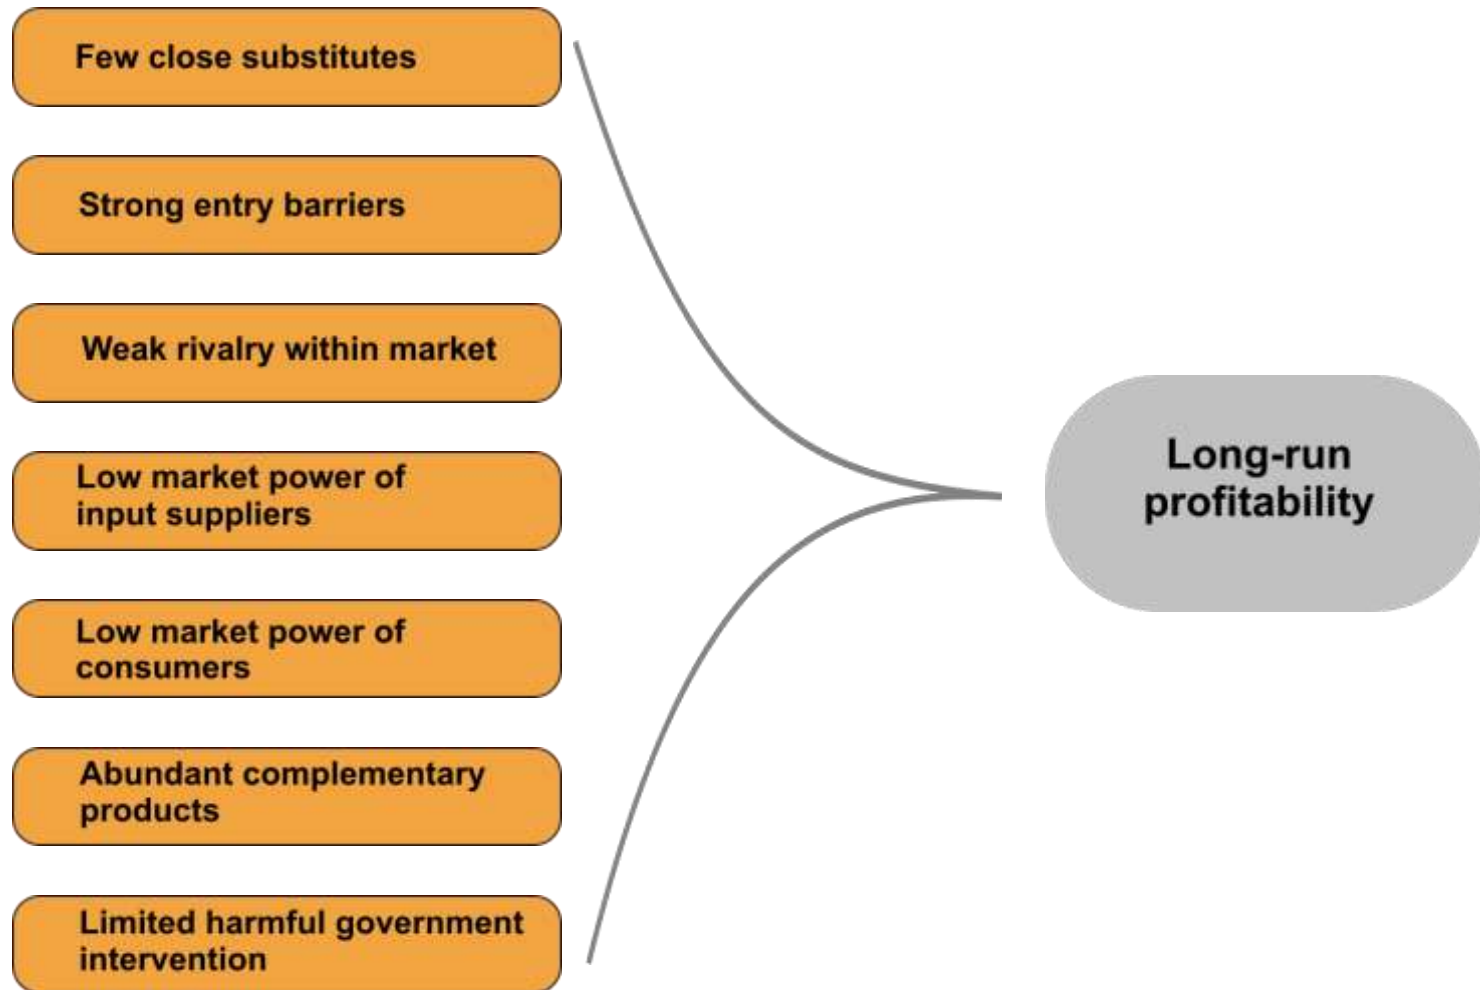 Few close substitutes
Strong entry barriers
Weak rivalry within market
Low market power of
input suppliers
Low market power of
consumers
Abundant complementary
products
Limited harmful government
intervention
Long-run
profitability